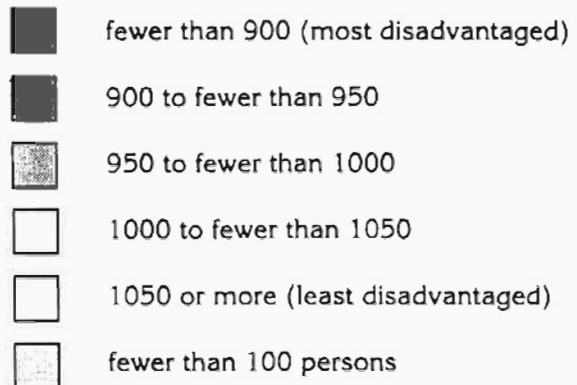 fewer than 900 (most disadvantaged)
900 to fewer than 950
950 to fewer than 1000
1000 to fewer than 1050
1050 or more (least disadvantaged)
fewer than 100 persons